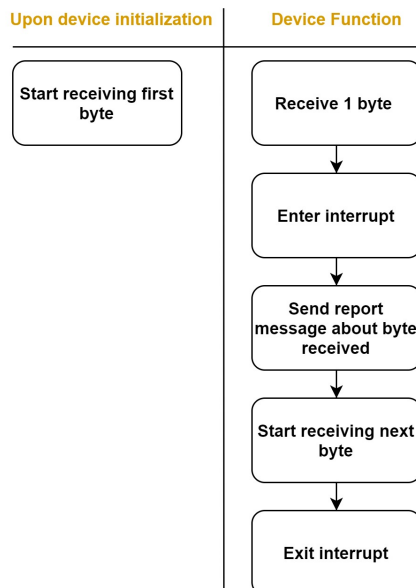 Upon device initialization
Device Function
Start receiving first
byte
Receive 1 byte
Enter interrupt
Send report
message about byte
received
Start receiving next
byte
Exit interrupt